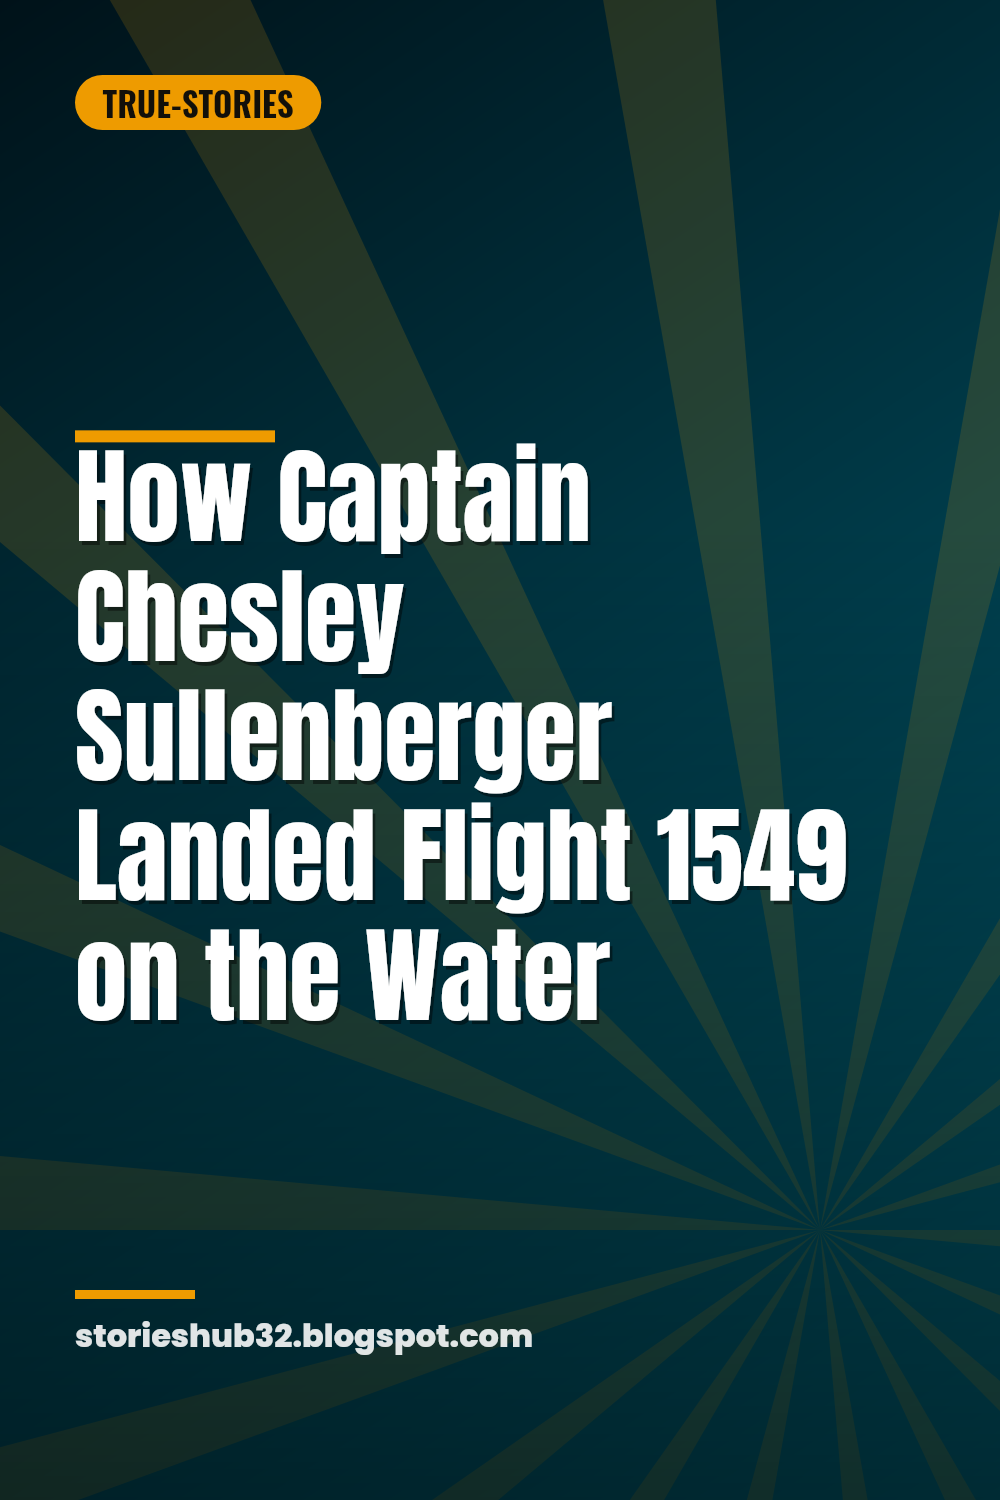 TRUE-STORIES
How Captain
Chesley
Sullenberger
Landed Flight 1549
on the Water
storieshub32.blogspot.com